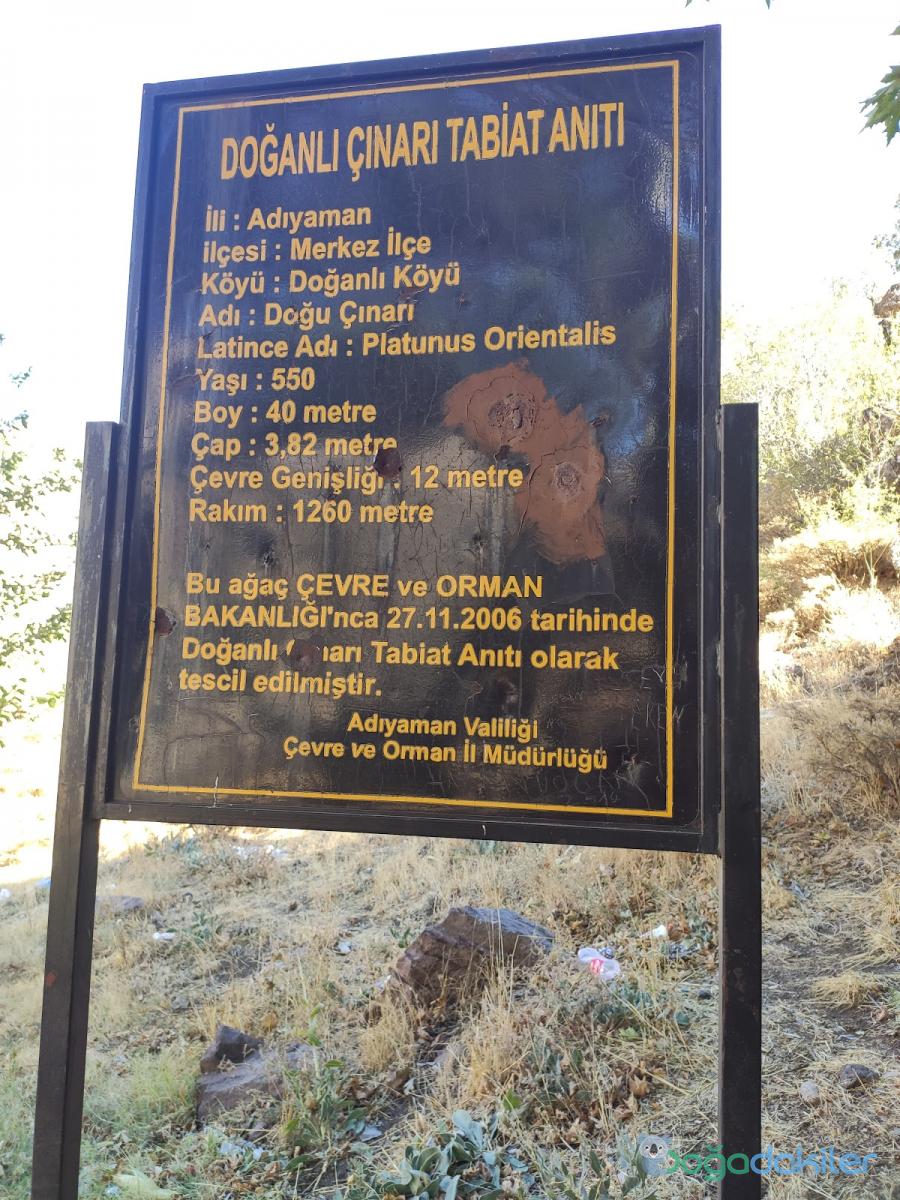 DOĞANLI ÇINARI TABİAT ANITI
İli : Adıyaman
ilçesi : Merkez İlçe
Köyü : Doğanlı Köyü
Adı : Doğu Çınarı
Latince Adı : Platunus Orientalis
Yaşı : 550
Boy : 40 metre
Çap : 3,82 metre
Çevre Genişliği : 12 metre
Rakım : 1260 metre
Bu ağaç ÇEVRE ve ORMAN
BAKANLIĞI'nca 27.11.2006 tarihinde
Doğanlı Çınarı Tabiat Anıtı olarak
tescil edilmiştir.
Adıyaman Valiliği
Çevre ve Orman İl Müdürlüğü
Doğadakiler